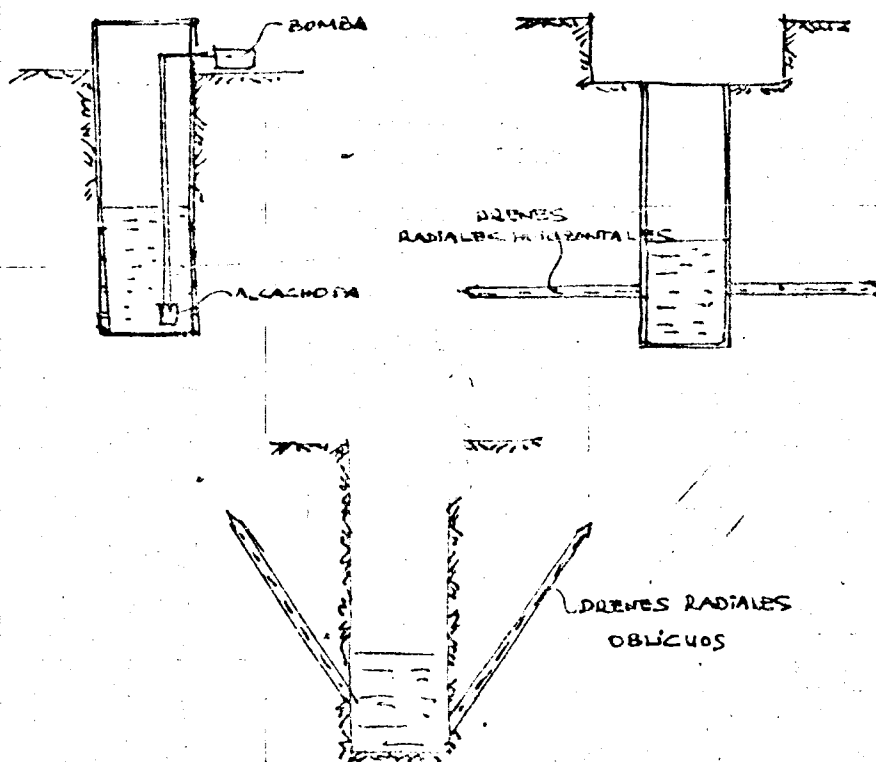 BOMBA
DRENES
RADIALES HORIZONTALES
ALCACHOFA
DRENES RADIALES
OBLICUOS